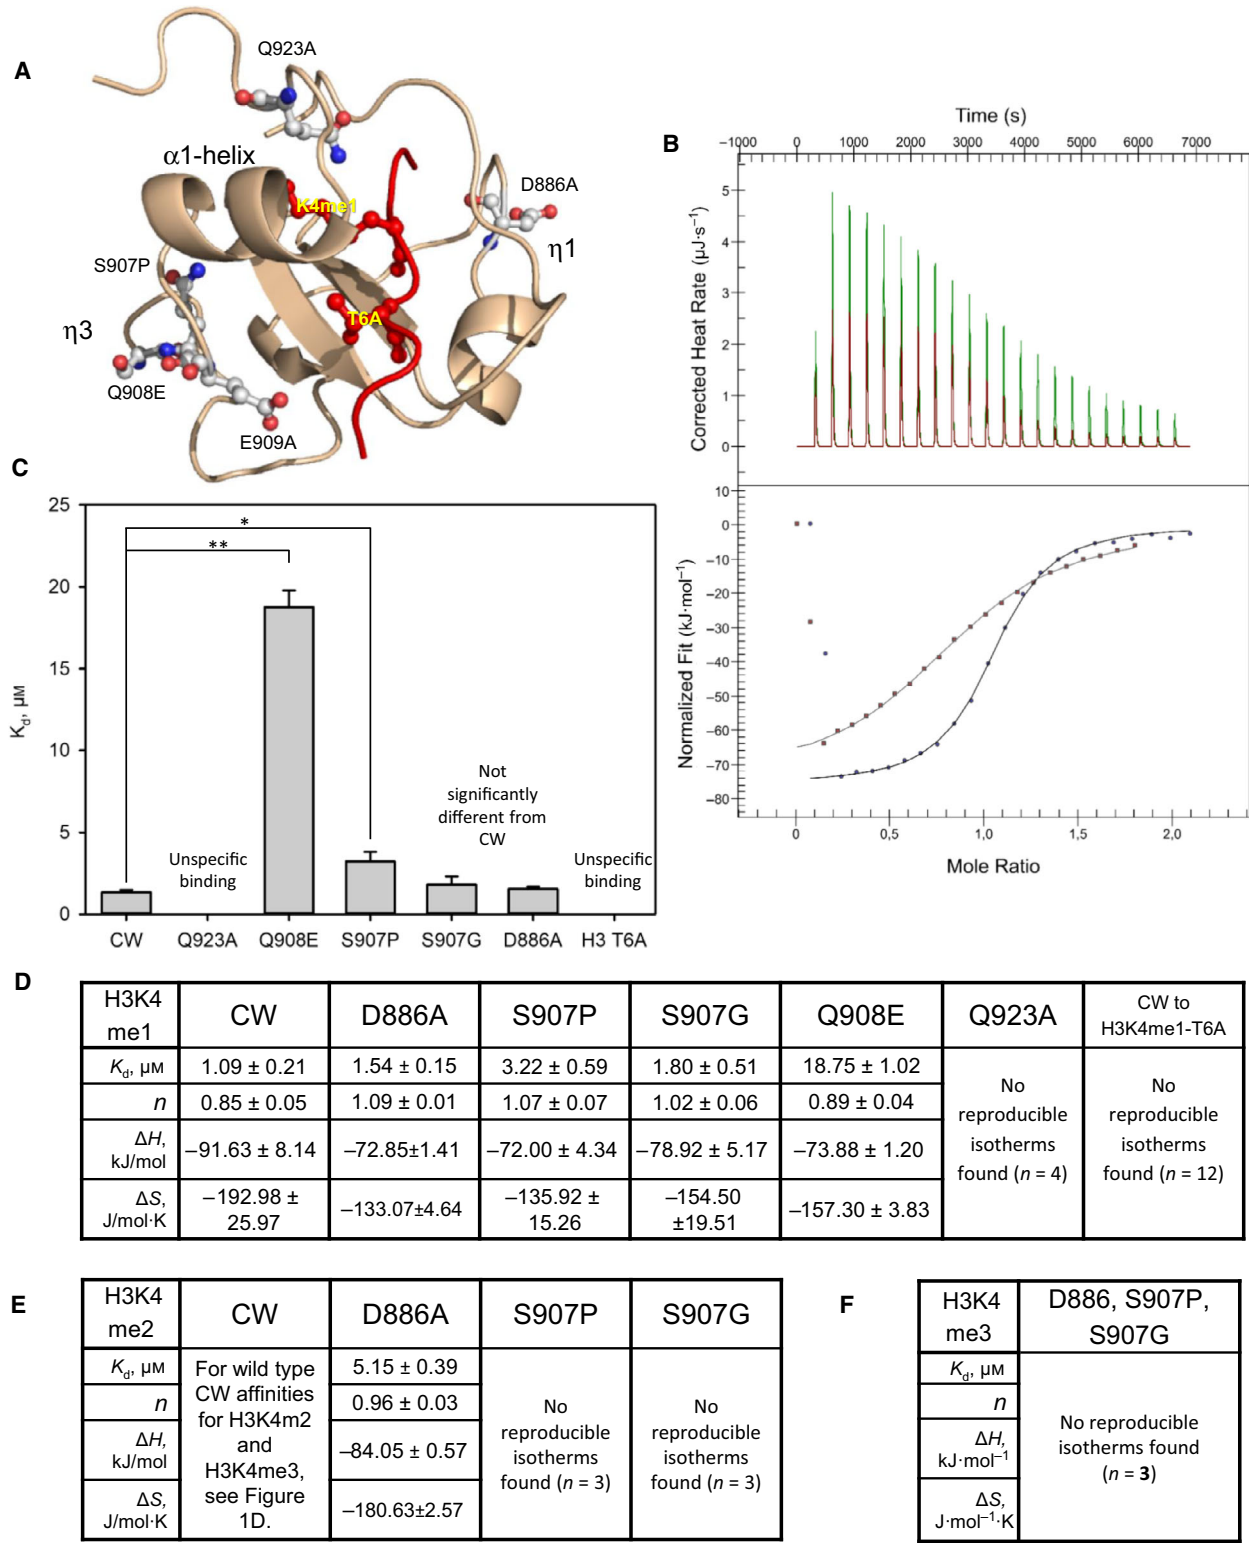 A
Q923A
α1-helix
K4me1
D886A
η1
S907P
T6A
η3
Q908E
E909A
B
Time (s)
−1000 0 1000 2000 3000 4000 5000 6000 7000
Corrected Heat Rate (µJ·s⁻¹)
5
4
3
2
1
0
Normalized Fit (kJ·mol⁻¹)
10
0
−10
−20
−30
−40
−50
−60
−70
−80
0 0,5 1,0 1,5 2,0
Mole Ratio
C
Kd, µM
25
20
15
10
5
0
*
**
Unspecific
binding
Not
significantly
different from
CW
Unspecific
binding
CW Q923A Q908E S907P S907G D886A H3 T6A
D
H3K4
me1
CW D886A S907P S907G Q908E Q923A
CW to
H3K4me1-T6A
Kd, µM 1.09 ± 0.21 1.54 ± 0.15 3.22 ± 0.59 1.80 ± 0.51 18.75 ± 1.02
n 0.85 ± 0.05 1.09 ± 0.01 1.07 ± 0.07 1.02 ± 0.06 0.89 ± 0.04
ΔH,
kJ/mol
−91.63 ± 8.14 −72.85±1.41 −72.00 ± 4.34 −78.92 ± 5.17 −73.88 ± 1.20
ΔS,
J/mol·K
−192.98 ±
25.97
−133.07±4.64
−135.92 ±
15.26
−154.50
±19.51
−157.30 ± 3.83
No
reproducible
isotherms
found (n = 4)
No
reproducible
isotherms
found (n = 12)
E
H3K4
me2
CW D886A S907P S907G
Kd, µM
n
ΔH,
kJ/mol
ΔS,
J/mol·K
For wild type
CW affinities
for H3K4m2
and
H3K4me3,
see Figure
1D.
5.15 ± 0.39
0.96 ± 0.03
−84.05 ± 0.57
−180.63±2.57
No
reproducible
isotherms
found (n = 3)
No
reproducible
isotherms
found (n = 3)
F
H3K4
me3
D886, S907P,
S907G
Kd, µM
n
ΔH,
kJ·mol⁻¹
ΔS,
J·mol⁻¹·K
No reproducible
isotherms found
(n = 3)